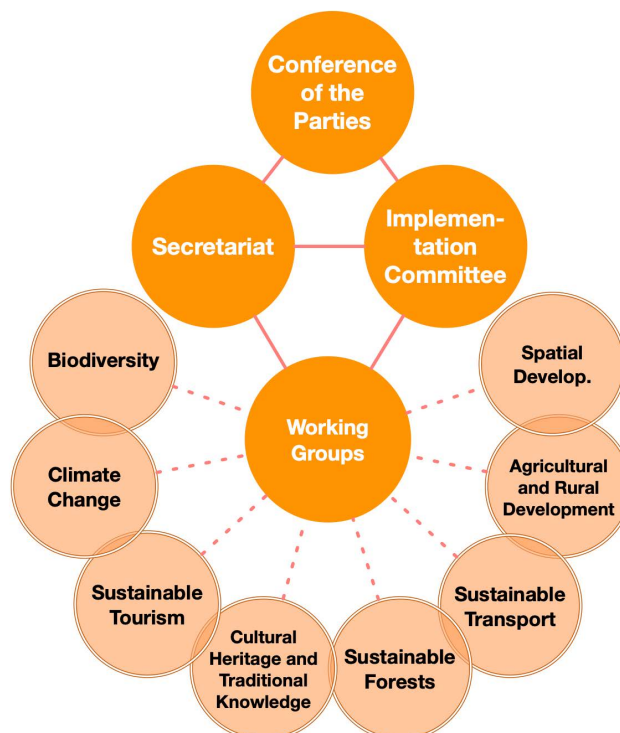 Conference
of the
Parties
Secretariat
Implemen-
tation
Committee
Biodiversity
Spatial
Develop.
Working
Groups
Climate
Change
Agricultural
and Rural
Development
Sustainable
Tourism
Sustainable
Transport
Cultural
Heritage and
Traditional
Knowledge
Sustainable
Forests